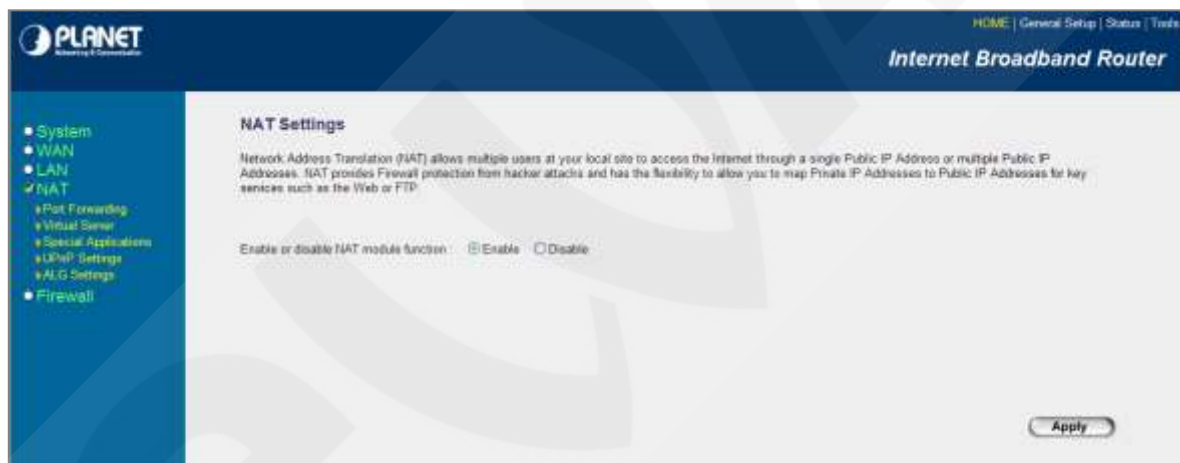 PLANET
Networking & Communication
HOME | General Setup | Status | Tools
Internet Broadband Router
System
WAN
LAN
NAT
Port Forwarding
Virtual Server
Special Applications
UPnP Settings
ALG Settings
Firewall
NAT Settings
Network Address Translation (NAT) allows multiple users at your local site to access the Internet through a single Public IP Address or multiple Public IP
Addresses. NAT provides Firewall protection from hacker attacks and has the flexibility to allow you to map Private IP Addresses to Public IP Addresses for key
services such as the Web or FTP.
Enable or disable NAT module function : Enable Disable
Apply